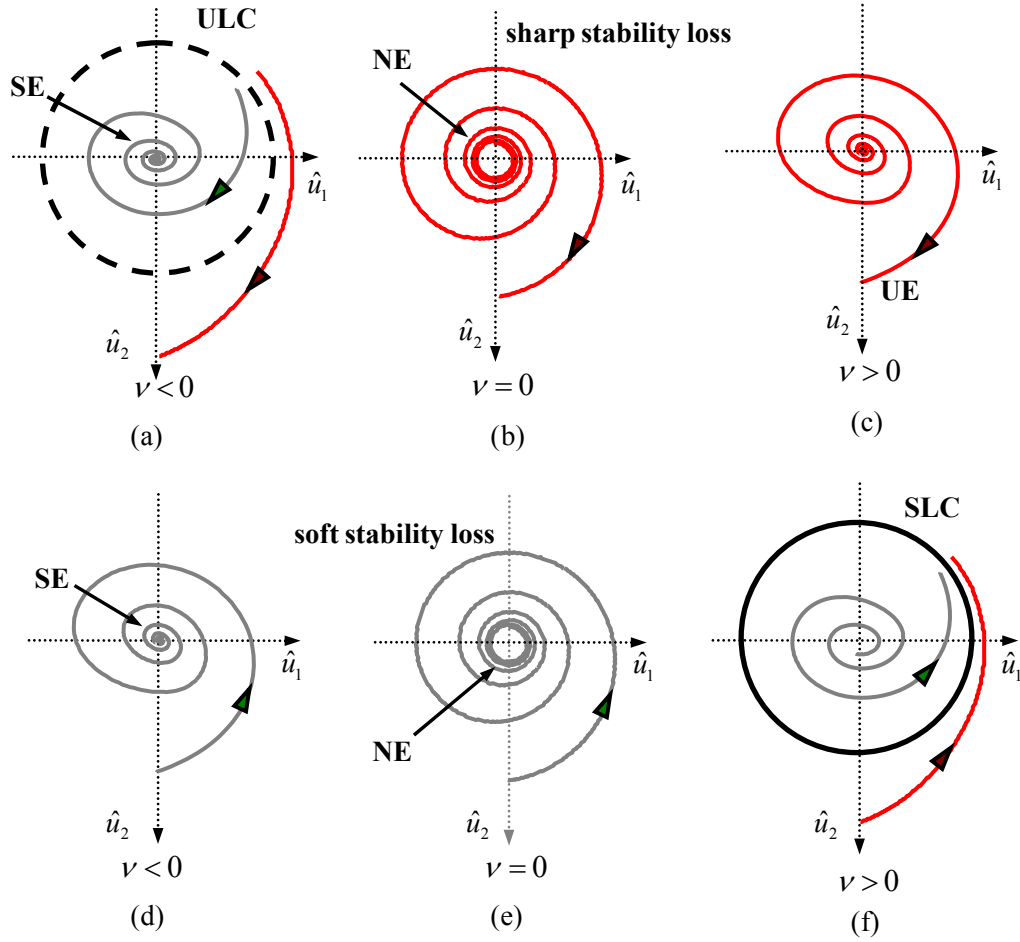 ULC
SE
û₁
û₂
ν < 0
(a)
sharp stability loss
NE
û₁
û₂
ν = 0
(b)
û₁
UE
û₂
ν > 0
(c)
SE
û₁
û₂
ν < 0
(d)
soft stability loss
û₁
NE
û₂
ν = 0
(e)
SLC
û₁
û₂
ν > 0
(f)